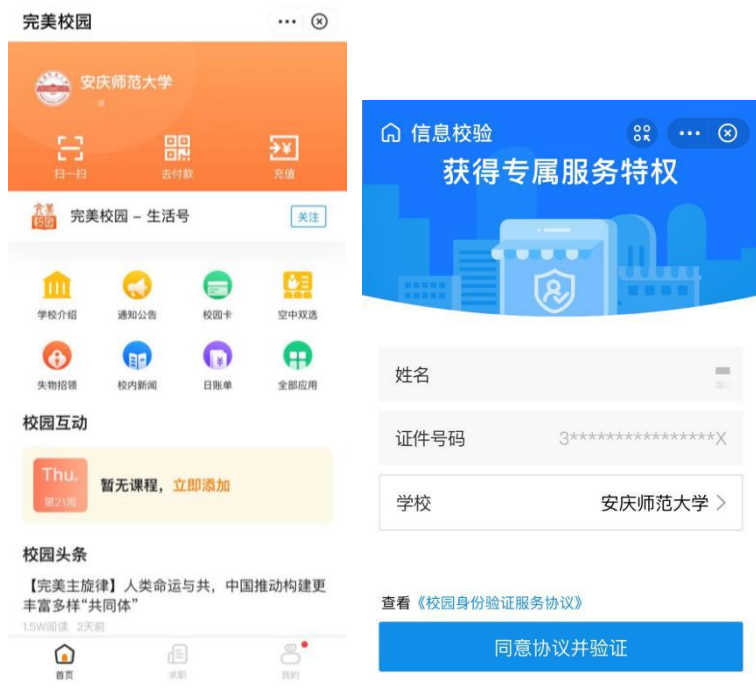 完美校园
安庆师范大学
扫一扫
去付款
充值
完美校园
完美校园 – 生活号
关注
学校介绍
通知公告
校园卡
空中双选
失物招领
校内新闻
日账单
全部应用
校园互动
Thu.
第21周
暂无课程，立即添加
校园头条
【完美主旋律】人类命运与共，中国推动构建更
丰富多样“共同体”
1.5W阅读 2天前
首页
求职
我的
信息校验
获得专属服务特权
姓名
证件号码
3****************X
学校
安庆师范大学
查看《校园身份验证服务协议》
同意协议并验证